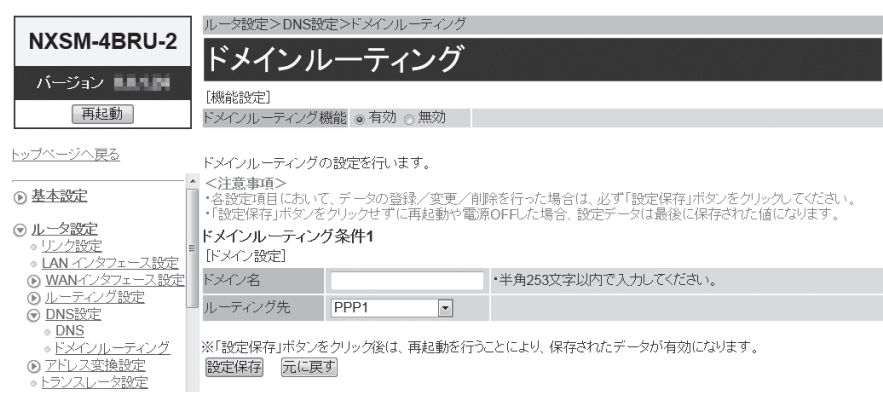 NXSM-4BRU-2
バージョン
再起動
トップページへ戻る
基本設定
ルータ設定
リンク設定
LAN インタフェース設定
WANインタフェース設定
ルーティング設定
DNS設定
DNS
ドメインルーティング
アドレス変換設定
トランスレータ設定
ルータ設定＞DNS設定＞ドメインルーティング
ドメインルーティング
[機能設定]
ドメインルーティング機能 有効 無効
ドメインルーティングの設定を行います。
＜注意事項＞
・各設定項目において、データの登録／変更／削除を行った場合は、必ず「設定保存」ボタンをクリックしてください。
・「設定保存」ボタンをクリックせずに再起動や電源OFFした場合、設定データは最後に保存された値になります。
ドメインルーティング条件1
[ドメイン設定]
ドメイン名 ・半角253文字以内で入力してください。
ルーティング先 PPP1
※「設定保存」ボタンをクリック後は、再起動を行うことにより、保存されたデータが有効になります。
設定保存 元に戻す